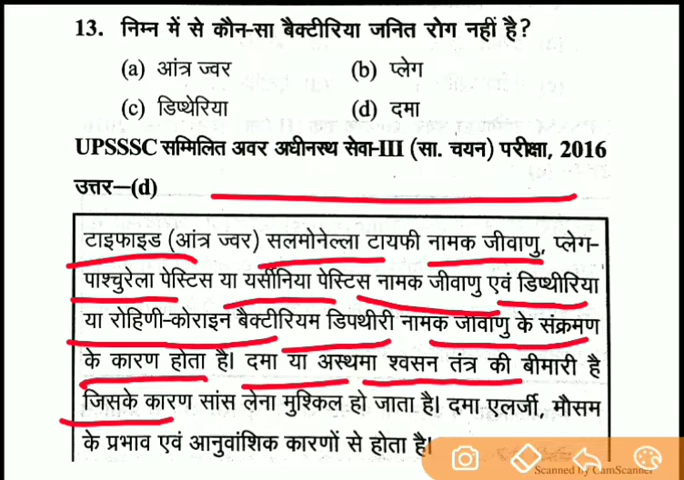 13. निम्न में से कौन-सा बैक्टीरिया जनित रोग नहीं है?
(a) आंत्र ज्वर (b) प्लेग
(c) डिप्थेरिया (d) दमा
UPSSSC सम्मिलित अवर अधीनस्थ सेवा-III (सा. चयन) परीक्षा, 2016
उत्तर—(d)
टाइफाइड (आंत्र ज्वर) सलमोनेल्ला टायफी नामक जीवाणु, प्लेग-
पाश्चुरेला पेस्टिस या यर्सीनिया पेस्टिस नामक जीवाणु एवं डिप्थीरिया
या रोहिणी-कोराइन बैक्टीरियम डिपथीरी नामक जीवाणु के संक्रमण
के कारण होता है। दमा या अस्थमा श्वसन तंत्र की बीमारी है
जिसके कारण सांस लेना मुश्किल हो जाता है। दमा एलर्जी, मौसम
के प्रभाव एवं आनुवांशिक कारणों से होता है।
Scanned by CamScanner